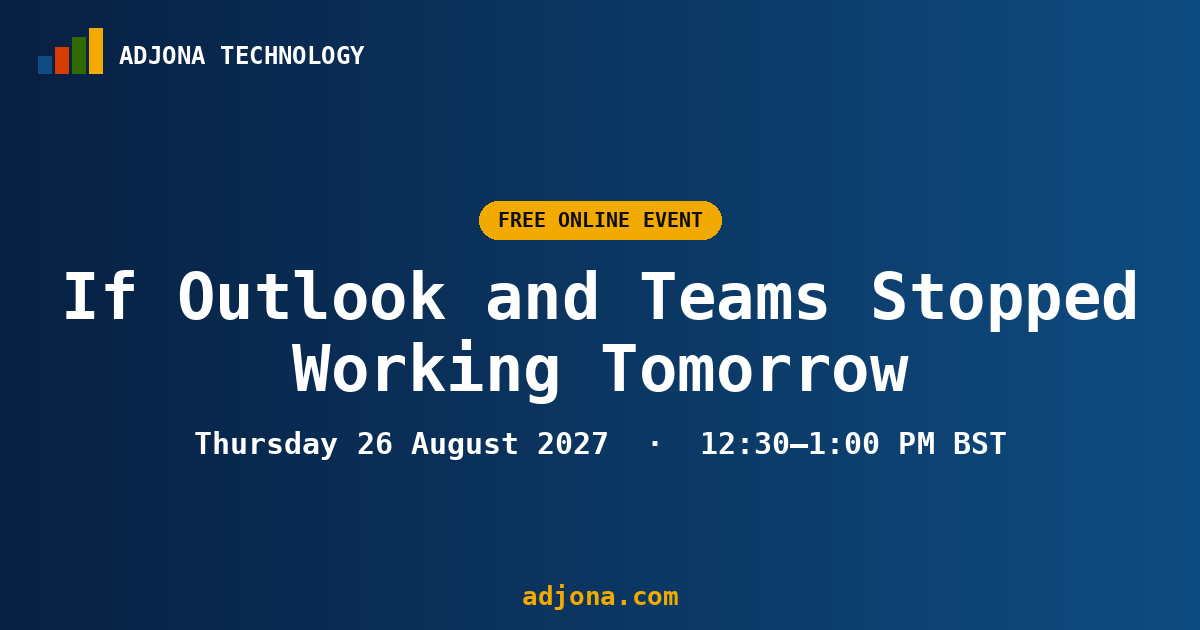 ADJONA TECHNOLOGY
FREE ONLINE EVENT
If Outlook and Teams Stopped
Working Tomorrow
Thursday 26 August 2027 · 12:30–1:00 PM BST
adjona.com